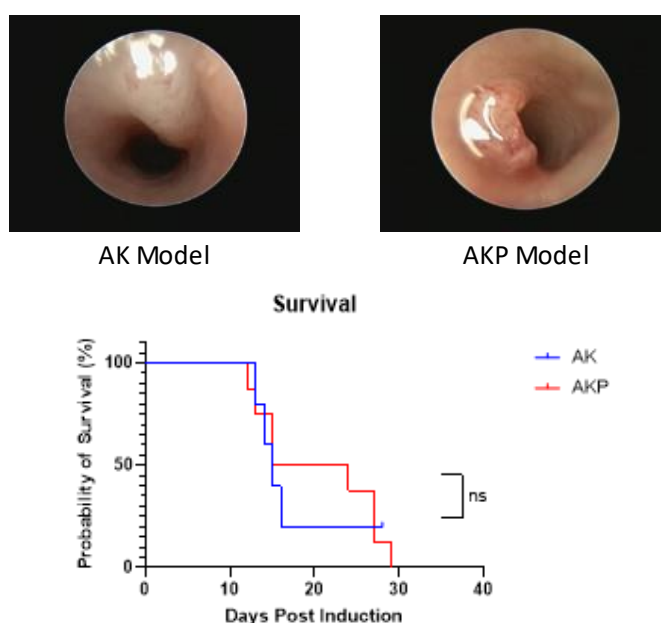 AK Model
AKP Model
Survival
Probability of Survival (%)
100
50
0
0 10 20 30 40
Days Post Induction
AK
AKP
ns